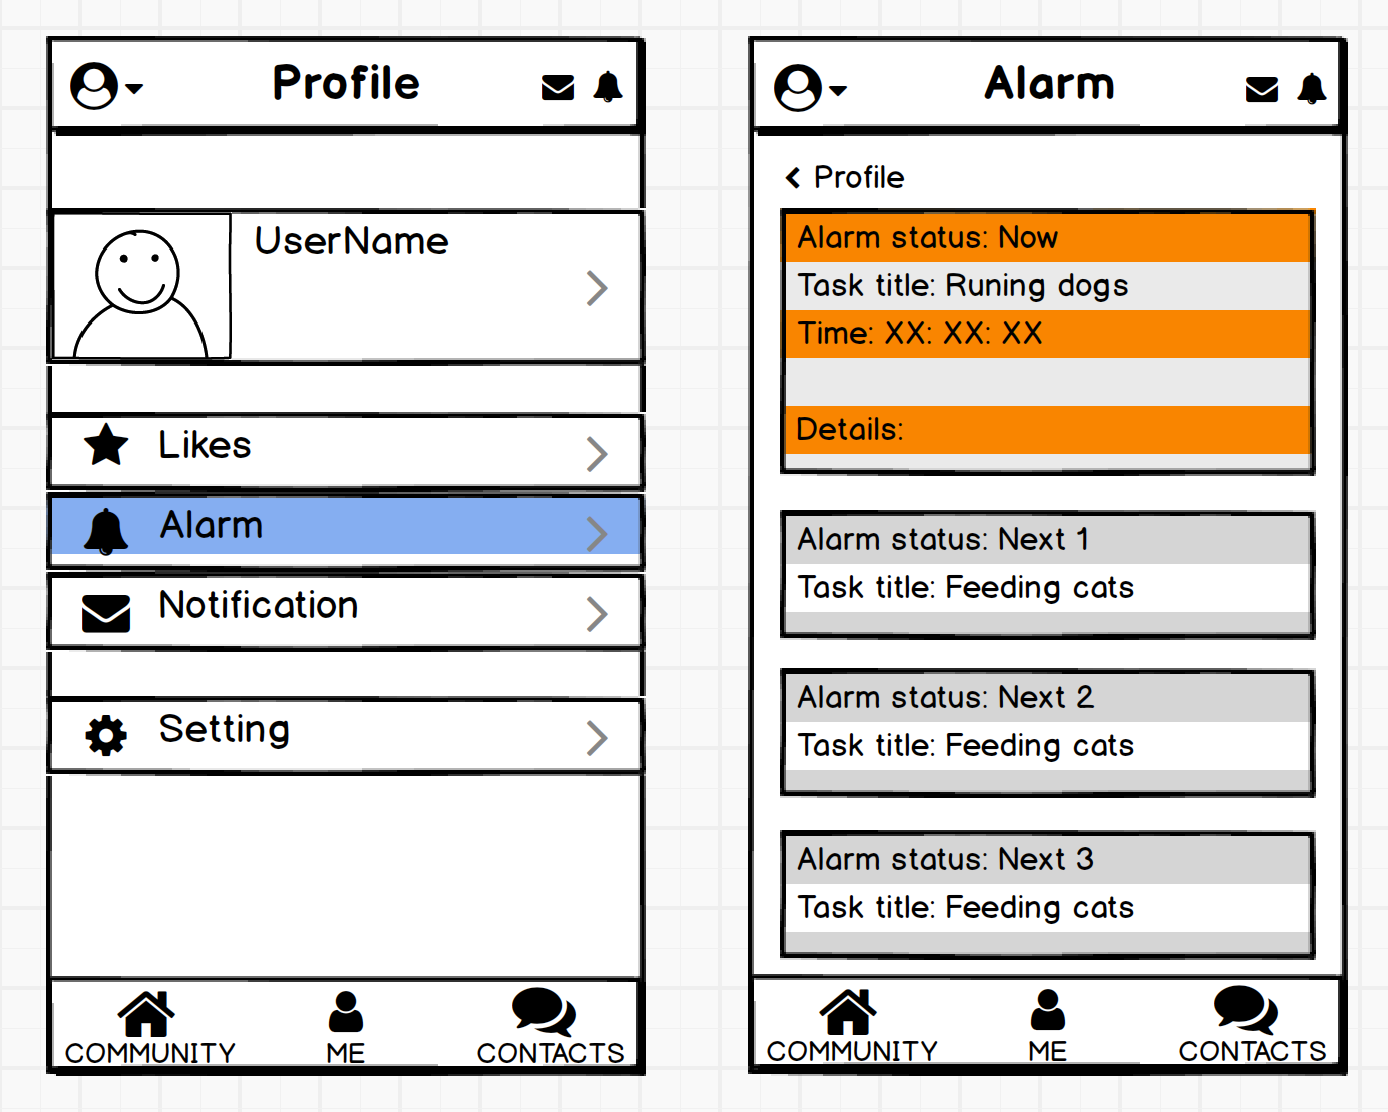 Profile
UserName
Likes
Alarm
Notification
Setting
COMMUNITY
ME
CONTACTS
Alarm
Profile
Alarm status: Now
Task title: Runing dogs
Time: XX: XX: XX
Details:
Alarm status: Next 1
Task title: Feeding cats
Alarm status: Next 2
Task title: Feeding cats
Alarm status: Next 3
Task title: Feeding cats
COMMUNITY
ME
CONTACTS